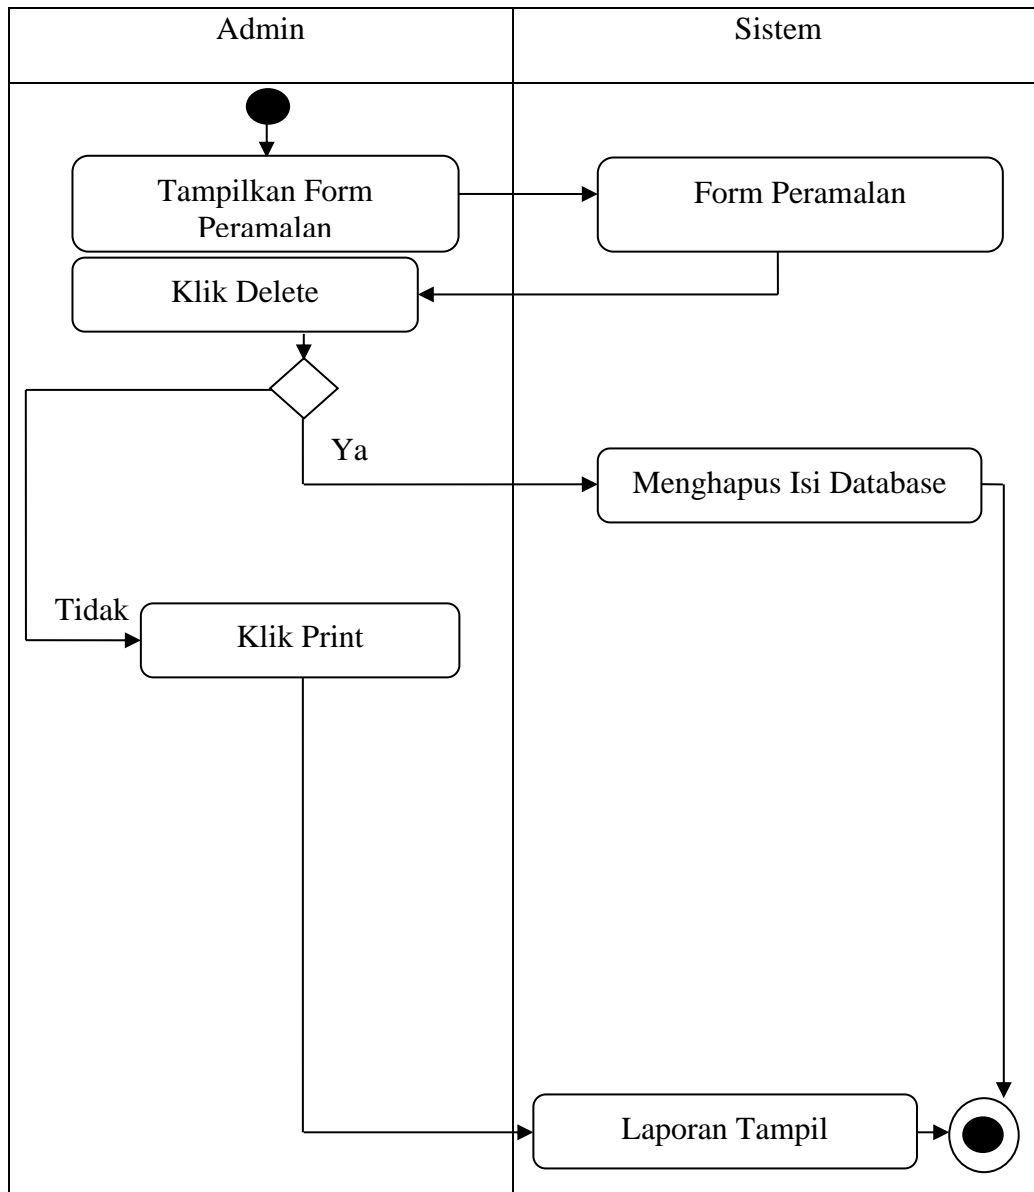 Admin
Sistem
Tampilkan Form
Peramalan
Form Peramalan
Klik Delete
Ya
Menghapus Isi Database
Tidak
Klik Print
Laporan Tampil